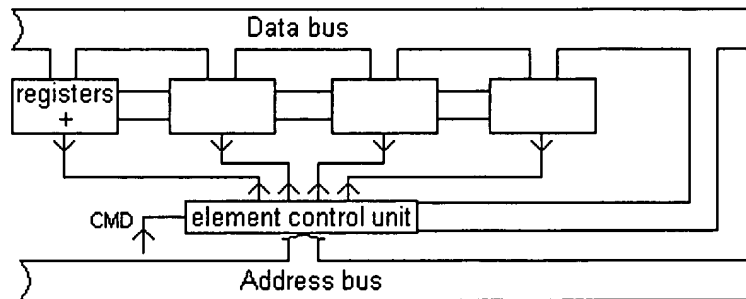 Data bus
registers
+
CMD
element control unit
Address bus